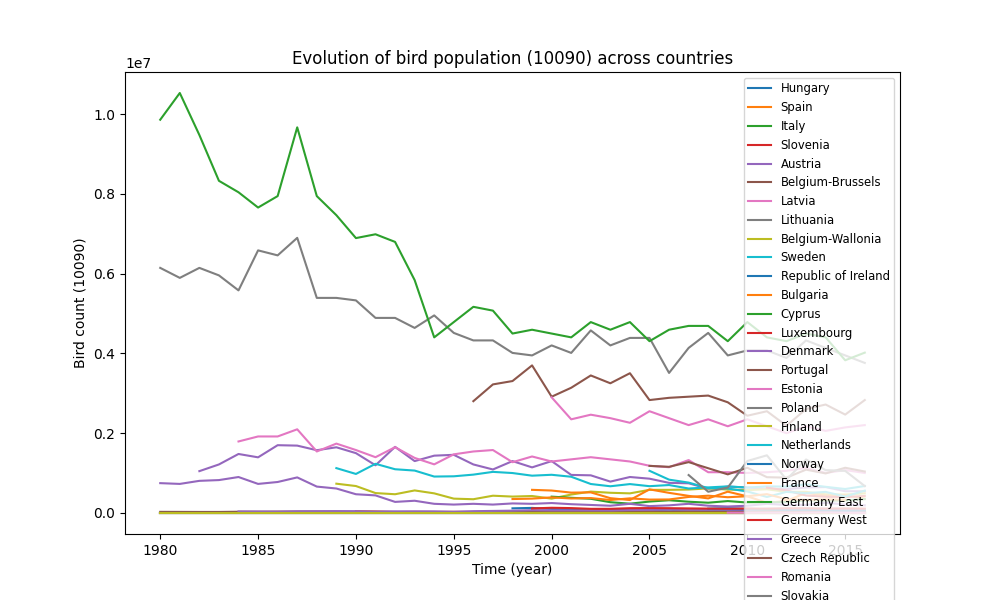 Evolution of bird population (10090) across countries
1e7
1.0
0.8
0.6
0.4
0.2
0.0
Bird count (10090)
1980
1985
1990
1995
2000
2005
2010
2015
Time (year)
Hungary
Spain
Italy
Slovenia
Austria
Belgium-Brussels
Latvia
Lithuania
Belgium-Wallonia
Sweden
Republic of Ireland
Bulgaria
Cyprus
Luxembourg
Denmark
Portugal
Estonia
Poland
Finland
Netherlands
Norway
France
Germany East
Germany West
Greece
Czech Republic
Romania
Slovakia